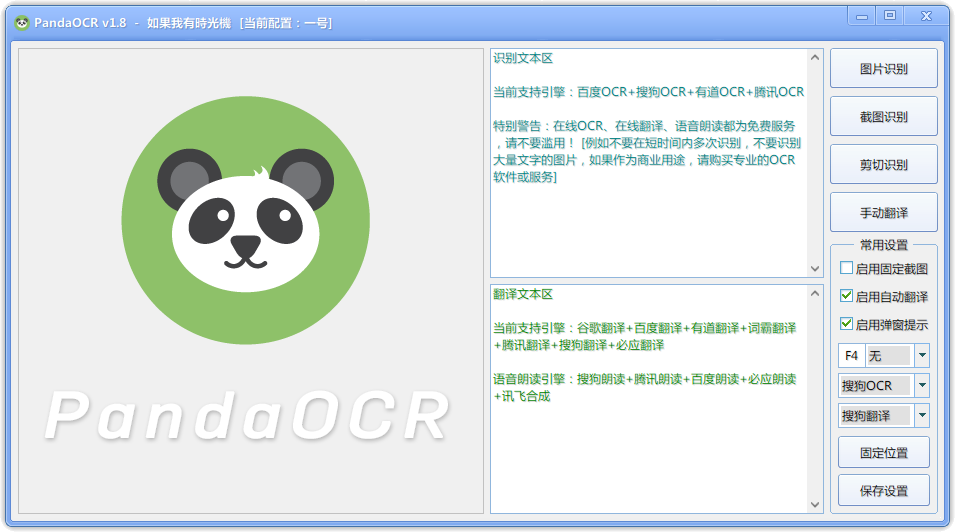 PandaOCR v1.8 - 如果我有時光機 [当前配置：一号]
PandaOCR
识别文本区
当前支持引擎：百度OCR+搜狗OCR+有道OCR+腾讯OCR
特别警告：在线OCR、在线翻译、语音朗读都为免费服务
，请不要滥用！ [例如不要在短时间内多次识别，不要识别
大量文字的图片，如果作为商业用途，请购买专业的OCR
软件或服务]
翻译文本区
当前支持引擎：谷歌翻译+百度翻译+有道翻译+词霸翻译
+腾讯翻译+搜狗翻译+必应翻译
语音朗读引擎：搜狗朗读+腾讯朗读+百度朗读+必应朗读
+讯飞合成
图片识别
截图识别
剪切识别
手动翻译
常用设置
启用固定截图
启用自动翻译
启用弹窗提示
F4 无
搜狗OCR
搜狗翻译
固定位置
保存设置